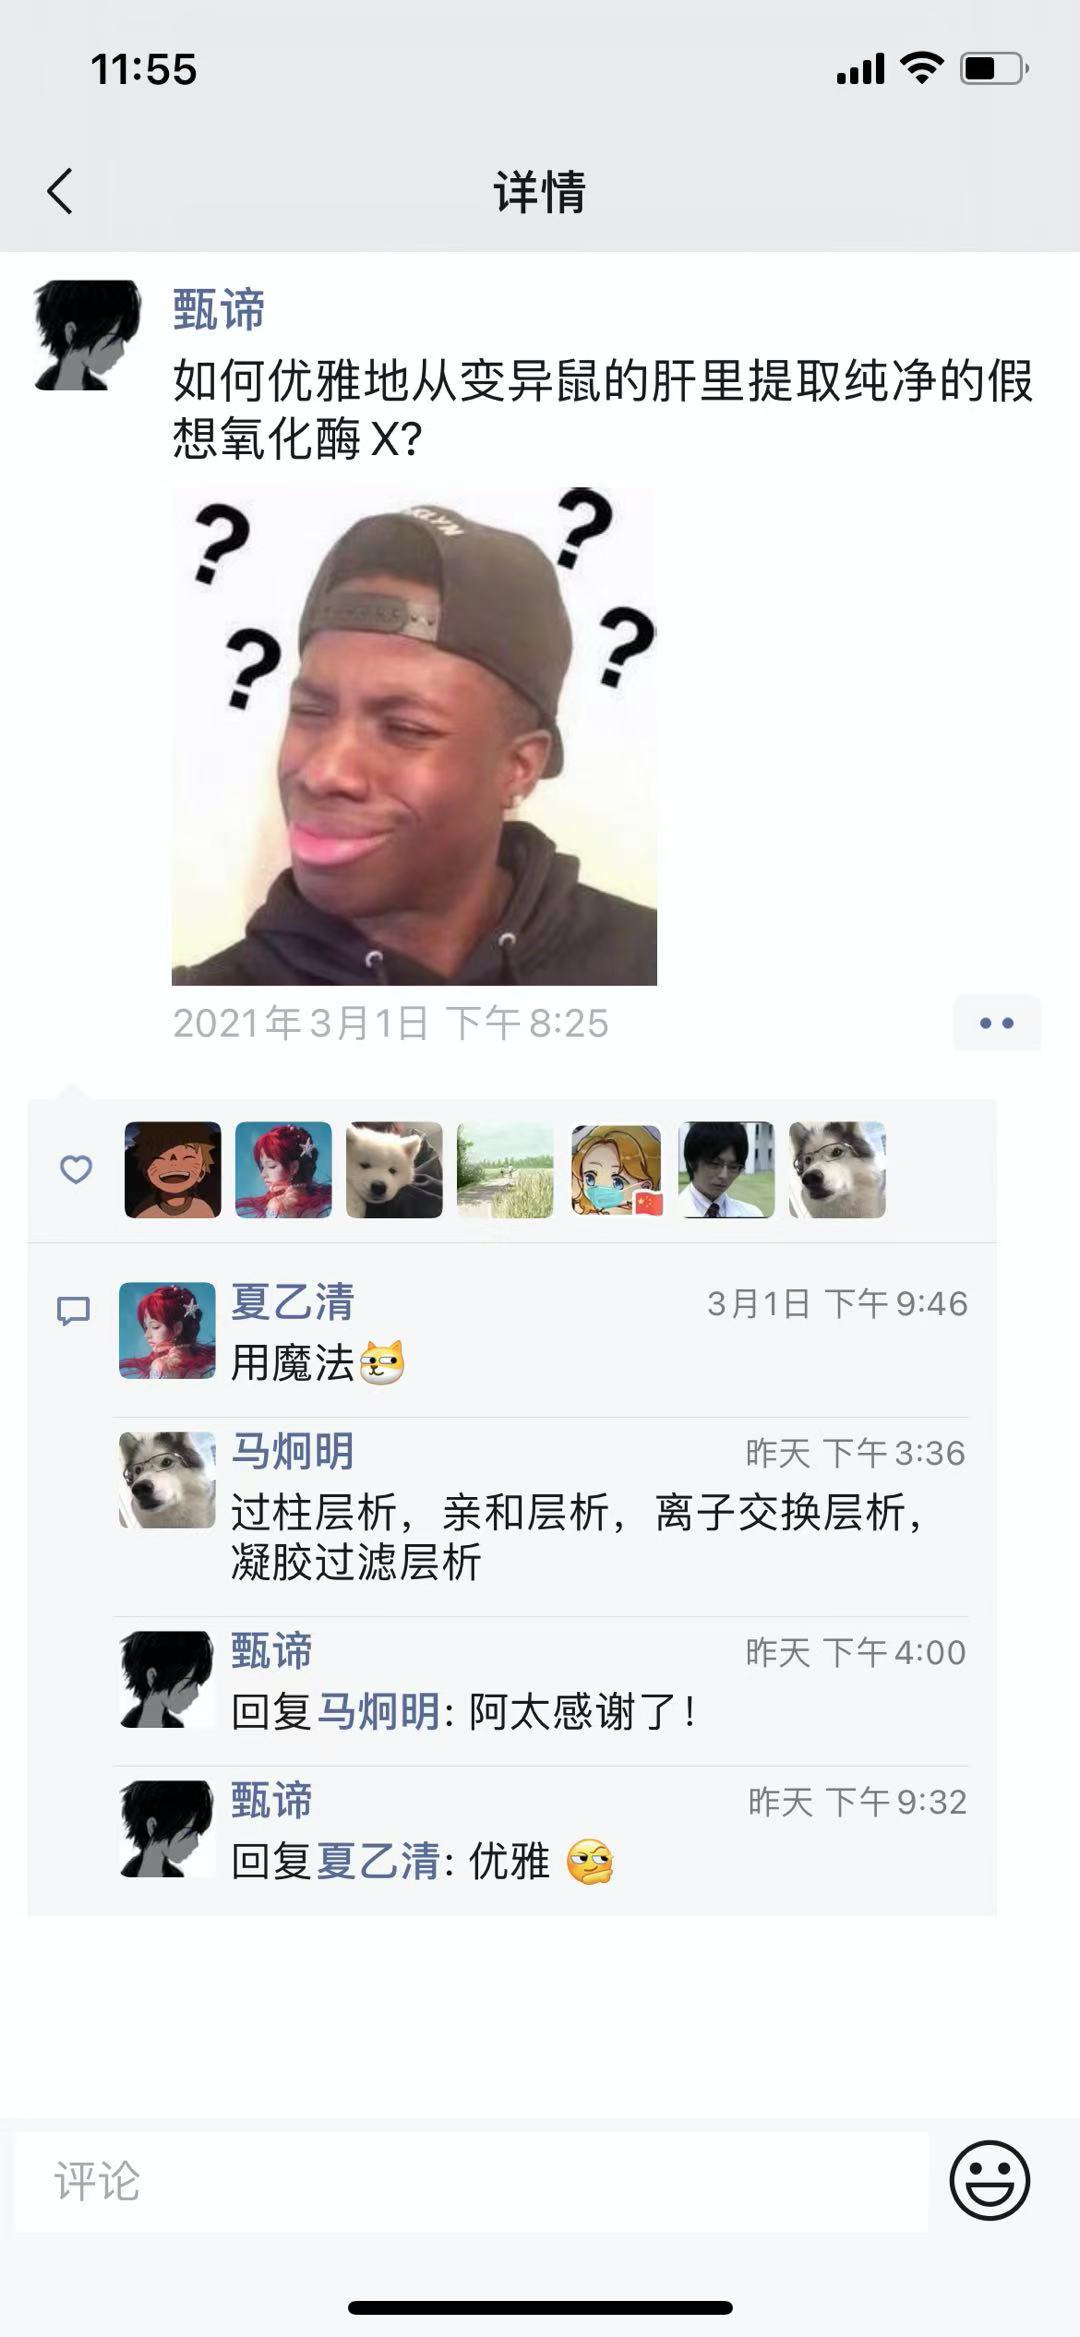 11:55
详情
甄谛
如何优雅地从变异鼠的肝里提取纯净的假
想氧化酶X?
? ?
? ?
KLYN
2021年3月1日 下午8:25
夏乙清 3月1日 下午9:46
用魔法
马炯明 昨天 下午3:36
过柱层析，亲和层析，离子交换层析，
凝胶过滤层析
甄谛 昨天 下午4:00
回复马炯明: 阿太感谢了！
甄谛 昨天 下午9:32
回复夏乙清: 优雅
评论